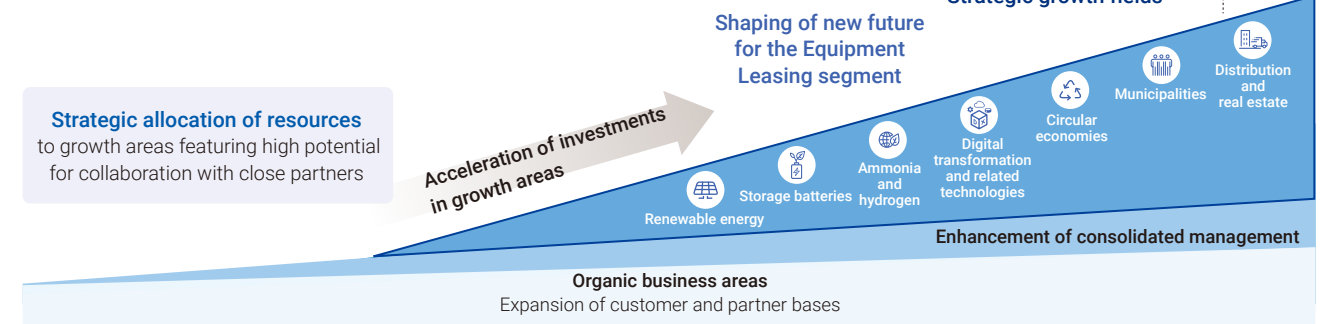 Strategic growth fields
Shaping of new future
for the Equipment
Leasing segment
Strategic allocation of resources
to growth areas featuring high potential
for collaboration with close partners
Acceleration of investments
in growth areas
Renewable energy
Storage batteries
Ammonia
and
hydrogen
Digital
transformation
and related
technologies
Circular
economies
Municipalities
Distribution
and
real estate
Enhancement of consolidated management
Organic business areas
Expansion of customer and partner bases